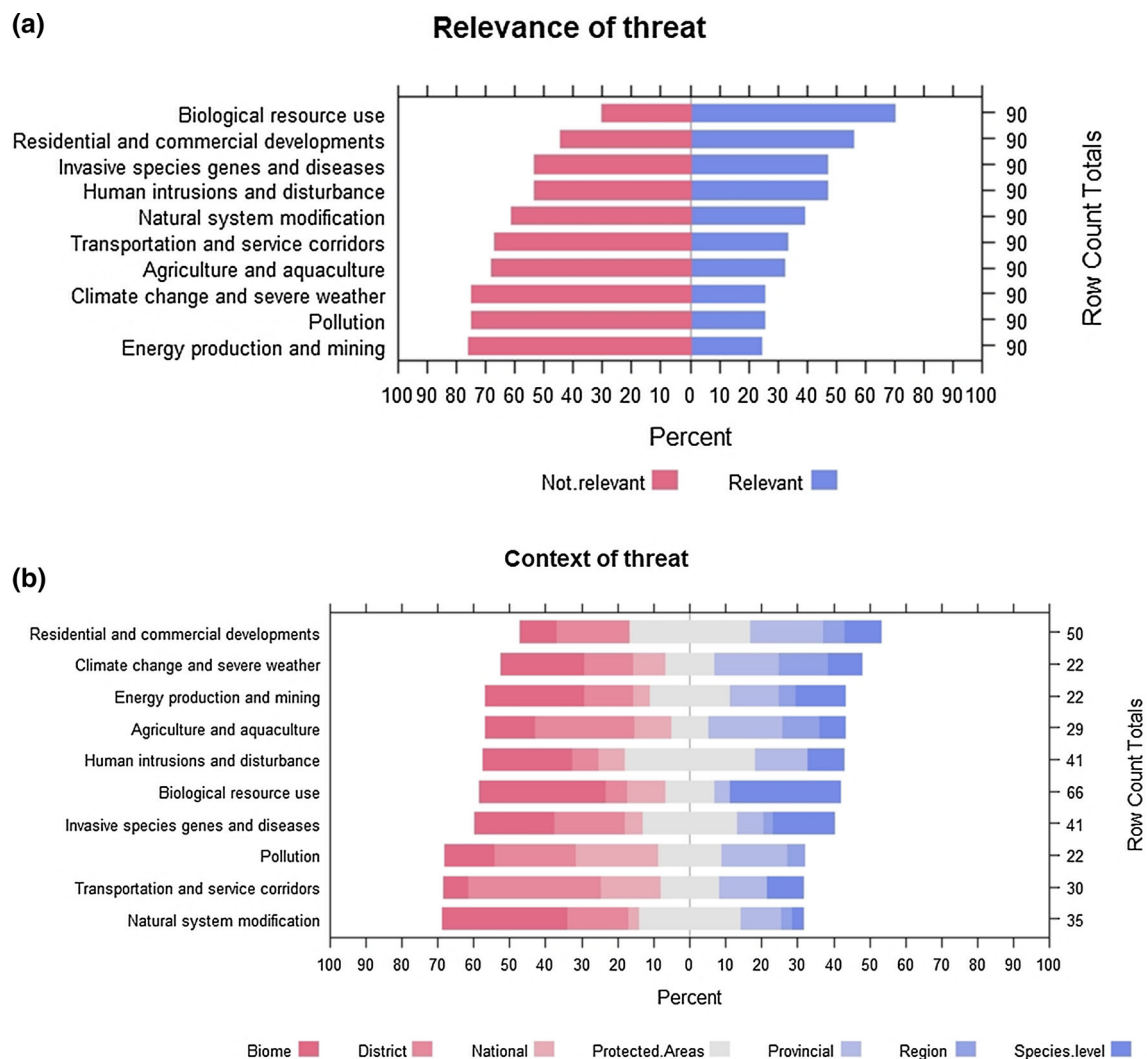 (a)
Relevance of threat
Biological resource use 90
Residential and commercial developments 90
Invasive species genes and diseases 90
Human intrusions and disturbance 90
Natural system modification 90
Transportation and service corridors 90
Agriculture and aquaculture 90
Climate change and severe weather 90
Pollution 90
Energy production and mining 90
Row Count Totals
100 90 80 70 60 50 40 30 20 10 0 10 20 30 40 50 60 70 80 90 100
Percent
Not.relevant Relevant
(b)
Context of threat
Residential and commercial developments 50
Climate change and severe weather 22
Energy production and mining 22
Agriculture and aquaculture 29
Human intrusions and disturbance 41
Biological resource use 66
Invasive species genes and diseases 41
Pollution 22
Transportation and service corridors 30
Natural system modification 35
Row Count Totals
100 90 80 70 60 50 40 30 20 10 0 10 20 30 40 50 60 70 80 90 100
Percent
Biome District National Protected.Areas Provincial Region Species.level